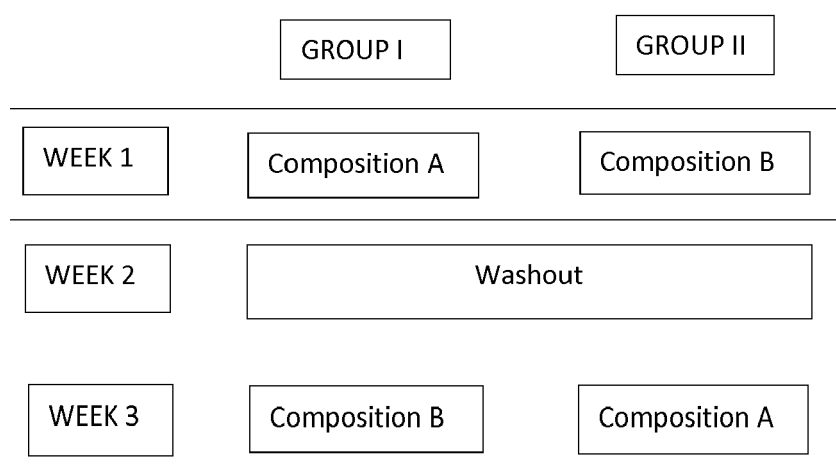 GROUP I
GROUP II
WEEK 1
Composition A
Composition B
WEEK 2
Washout
WEEK 3
Composition B
Composition A